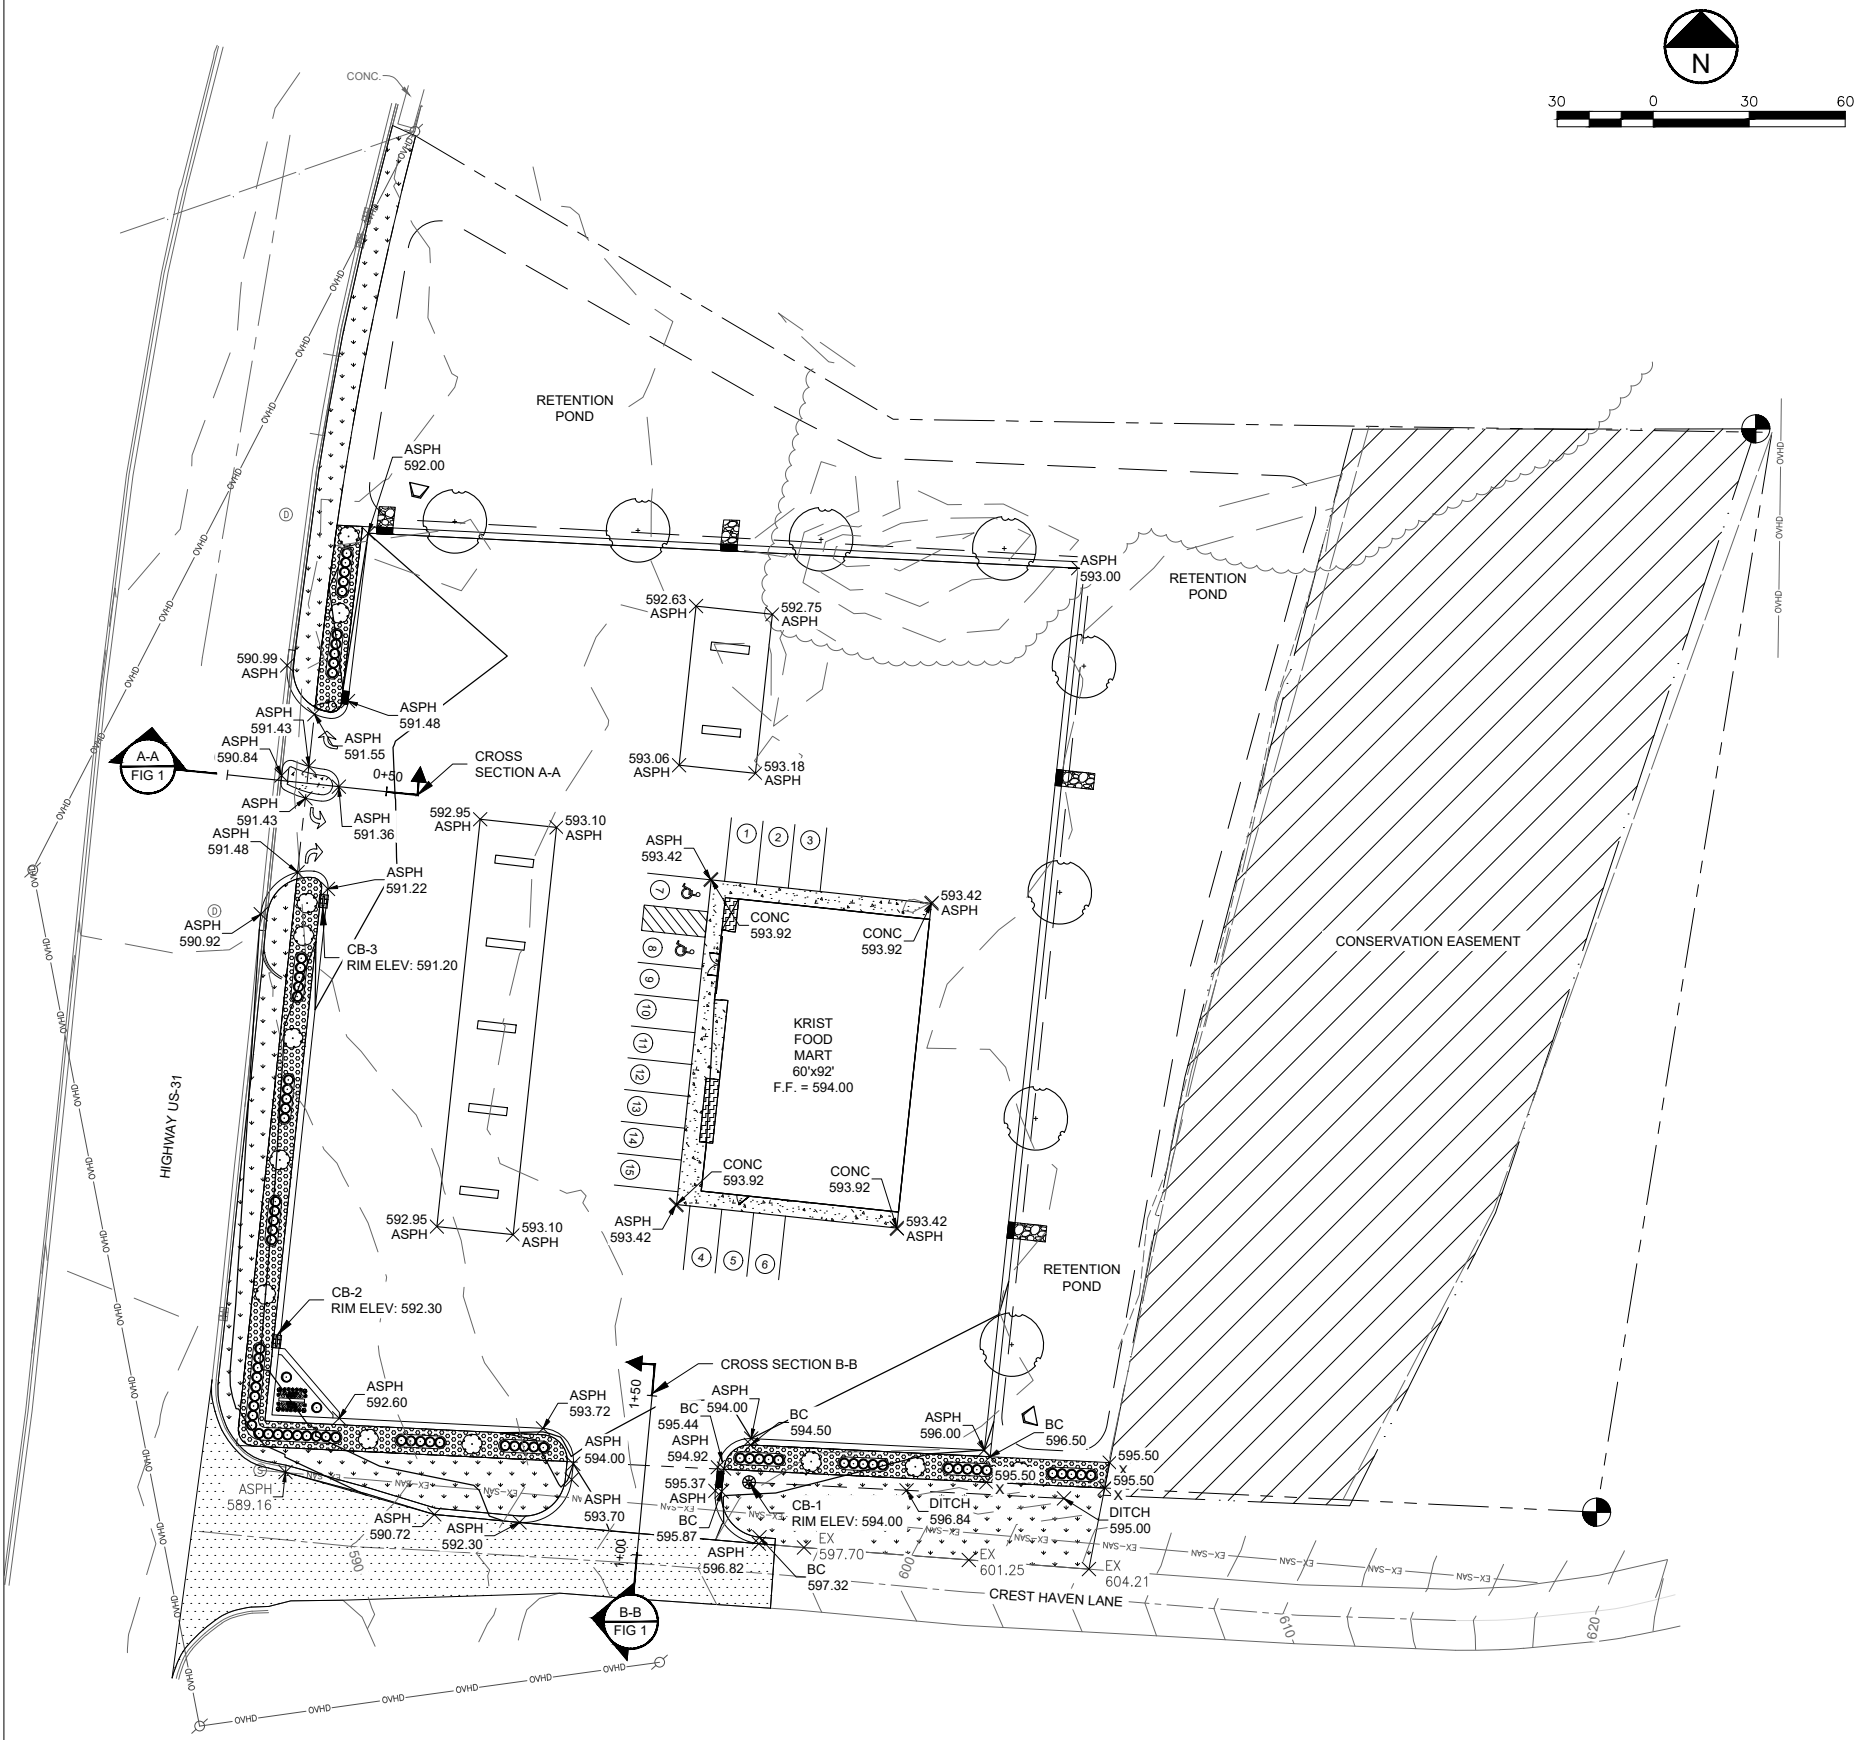 N
30 0 30 60
CONC.
OVHD
RETENTION
POND
ASPH
592.00
ASPH
593.00
RETENTION
POND
592.63
ASPH
592.75
ASPH
590.99
ASPH
ASPH
591.48
ASPH
591.43
ASPH
591.55
ASPH
590.84
A-A
FIG 1
0+50
CROSS
SECTION A-A
593.06
ASPH
593.18
ASPH
ASPH
591.43
ASPH
591.36
ASPH
591.48
592.95
ASPH
593.10
ASPH
ASPH
593.42
1
2
3
ASPH
591.22
ASPH
590.92
D
D
CB-3
RIM ELEV: 591.20
7
8
9
10
11
12
13
14
15
CONC
593.92
CONC
593.92
593.42
ASPH
CONSERVATION EASEMENT
KRIST
FOOD
MART
60'x92'
F.F. = 594.00
HIGHWAY US-31
CONC
593.92
CONC
593.92
592.95
ASPH
593.10
ASPH
ASPH
593.42
593.42
ASPH
4
5
6
RETENTION
POND
CB-2
RIM ELEV: 592.30
CROSS SECTION B-B
1+50
ASPH
592.60
ASPH
593.72
ASPH
594.00
BC
595.44
BC
594.50
ASPH
596.00
BC
596.50
ASPH
594.00
ASPH
594.92
595.50
595.50
595.50
X
X
X
S
ASPH
589.16
EX-SAN
595.37
ASPH
ASPH
593.70
CB-1
RIM ELEV: 594.00
DITCH
596.84
DITCH
595.00
ASPH
590.72
ASPH
592.30
BC
595.87
ASPH
596.82
EX
597.70
EX
601.25
EX
604.21
BC
597.32
590
1+00
600
CREST HAVEN LANE
610
620
B-B
FIG 1
OVHD OVHD OVHD OVHD OVHD OVHD